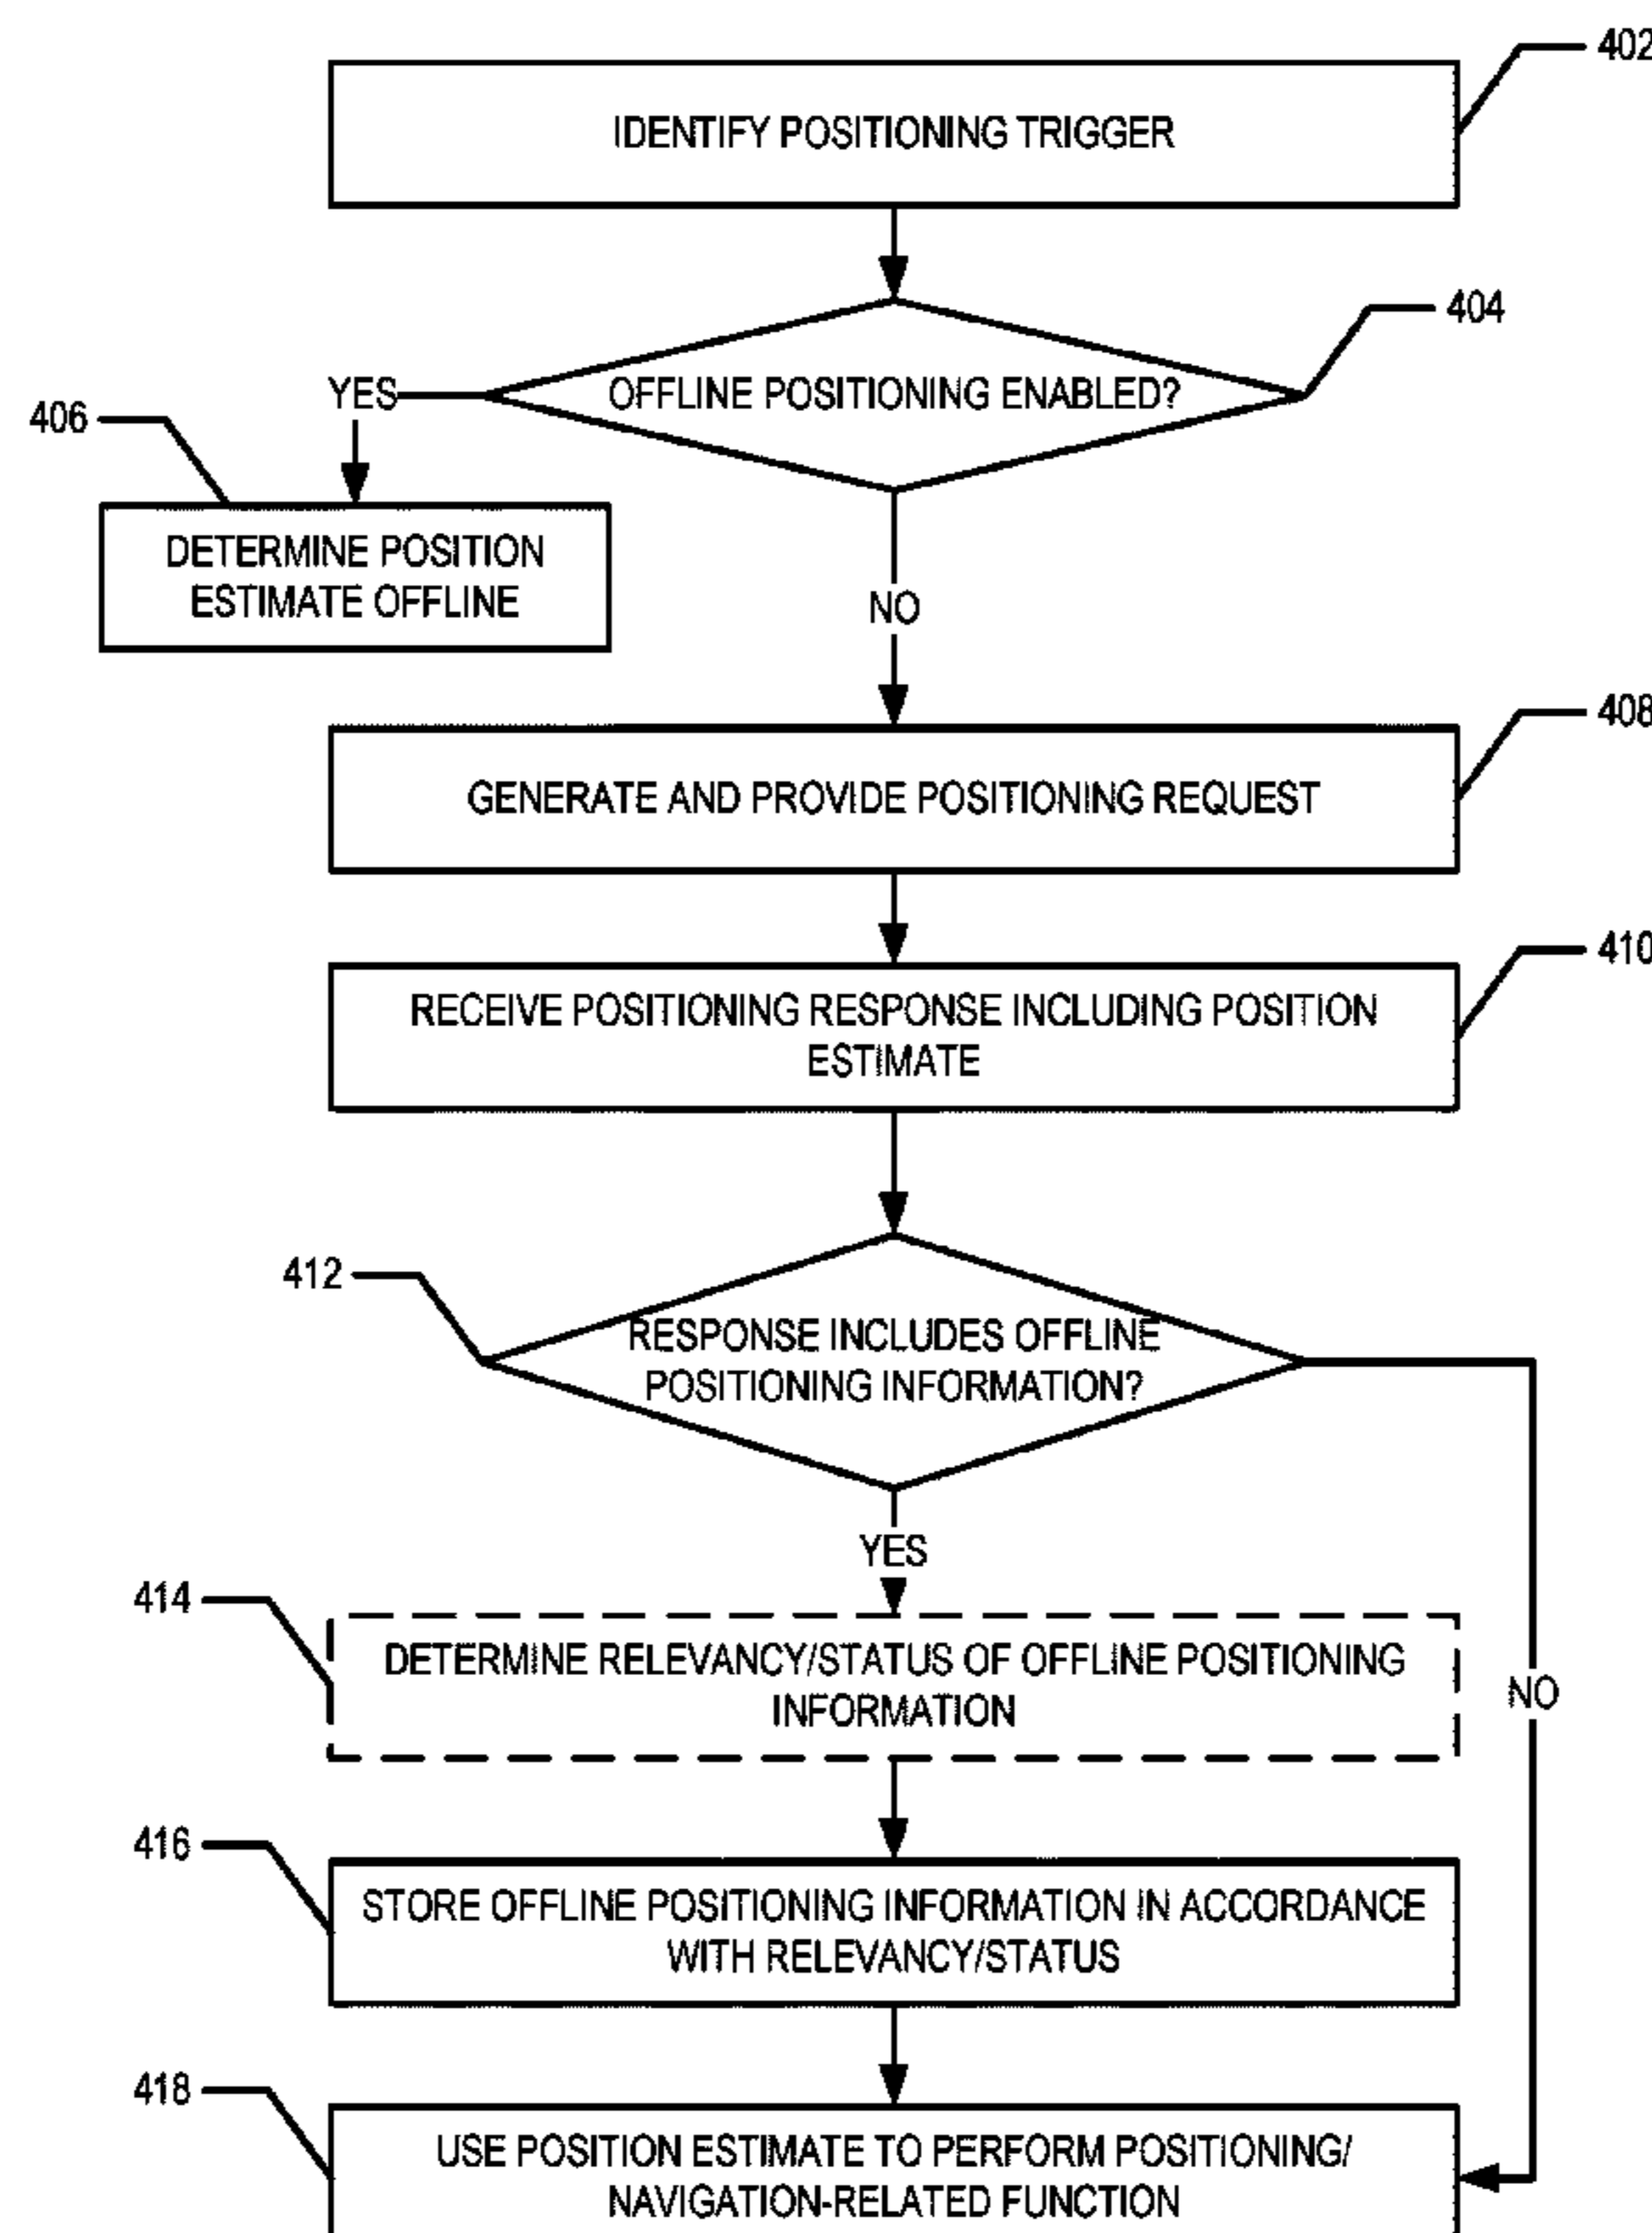 402
IDENTIFY POSITIONING TRIGGER
404
OFFLINE POSITIONING ENABLED?
YES
406
DETERMINE POSITION
ESTIMATE OFFLINE
NO
408
GENERATE AND PROVIDE POSITIONING REQUEST
410
RECEIVE POSITIONING RESPONSE INCLUDING POSITION
ESTIMATE
412
RESPONSE INCLUDES OFFLINE
POSITIONING INFORMATION?
YES
414
DETERMINE RELEVANCY/STATUS OF OFFLINE POSITIONING
INFORMATION
NO
416
STORE OFFLINE POSITIONING INFORMATION IN ACCORDANCE
WITH RELEVANCY/STATUS
418
USE POSITION ESTIMATE TO PERFORM POSITIONING/
NAVIGATION-RELATED FUNCTION